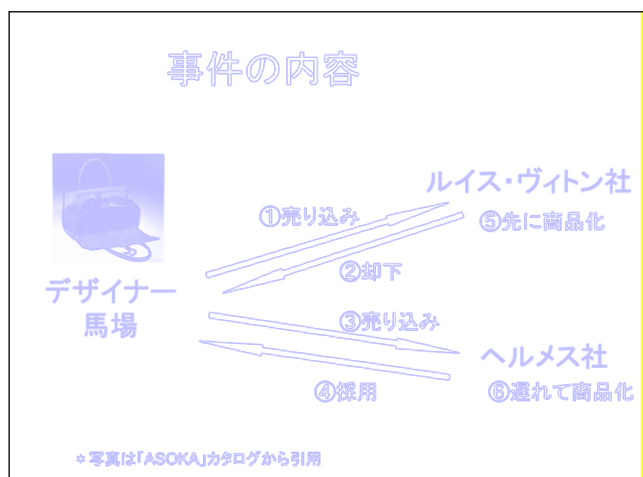 事件の内容
ルイス・ヴィトン社
①売り込み
⑤先に商品化
②却下
デザイナー
馬場
③売り込み
ヘルメス社
④採用
⑥遅れて商品化
*写真は「ASOKA」カタログから引用